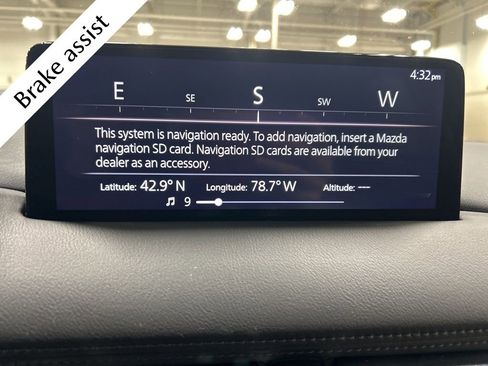 Brake assist
4:32pm
E SE S SW W
This system is navigation ready. To add navigation, insert a Mazda
navigation SD card. Navigation SD cards are available from your
dealer as an accessory.
Latitude: 42.9° N Longitude: 78.7° W Altitude: ---
9